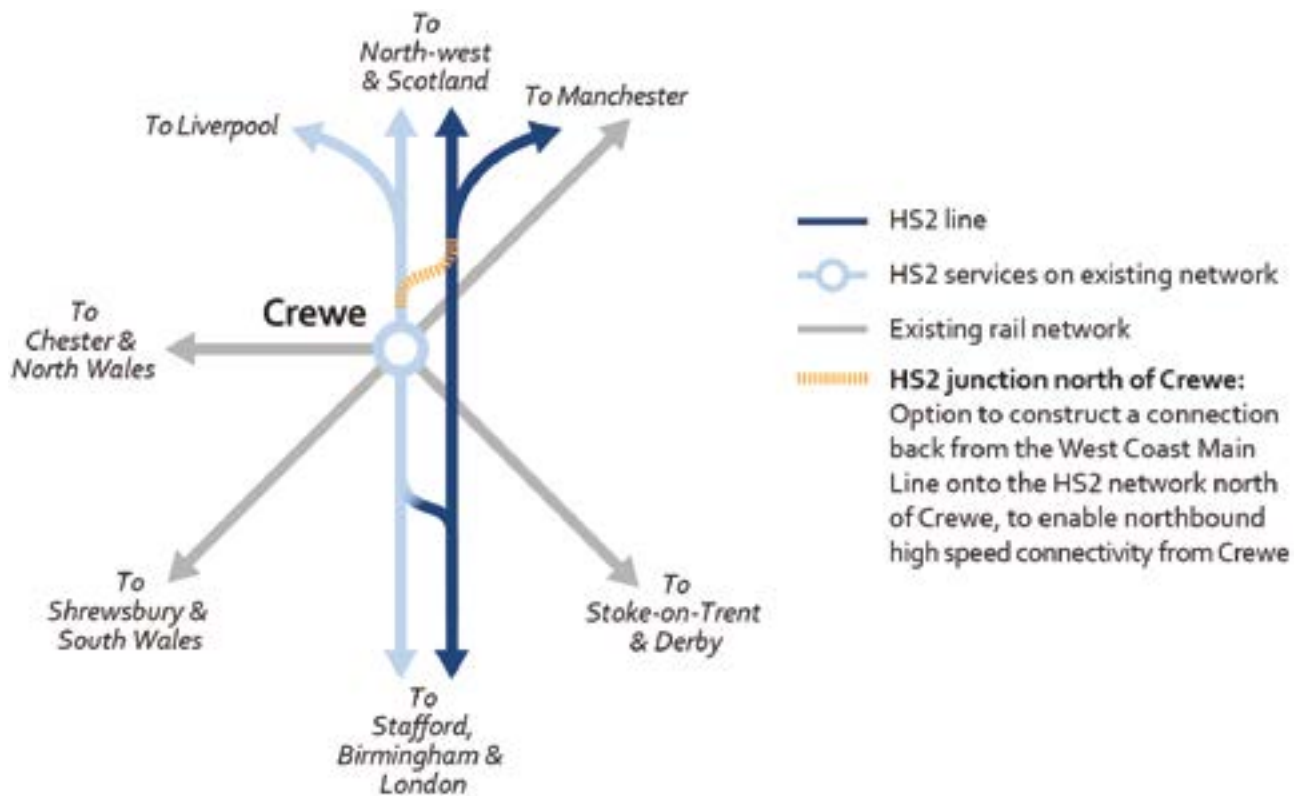 To
North-west
& Scotland
To Manchester
To Liverpool
HS2 line
HS2 services on existing network
Existing rail network
HS2 junction north of Crewe:
Option to construct a connection
back from the West Coast Main
Line onto the HS2 network north
of Crewe, to enable northbound
high speed connectivity from Crewe
Crewe
To
Chester &
North Wales
To
Shrewsbury &
South Wales
To
Stoke-on-Trent
& Derby
To
Stafford,
Birmingham &
London